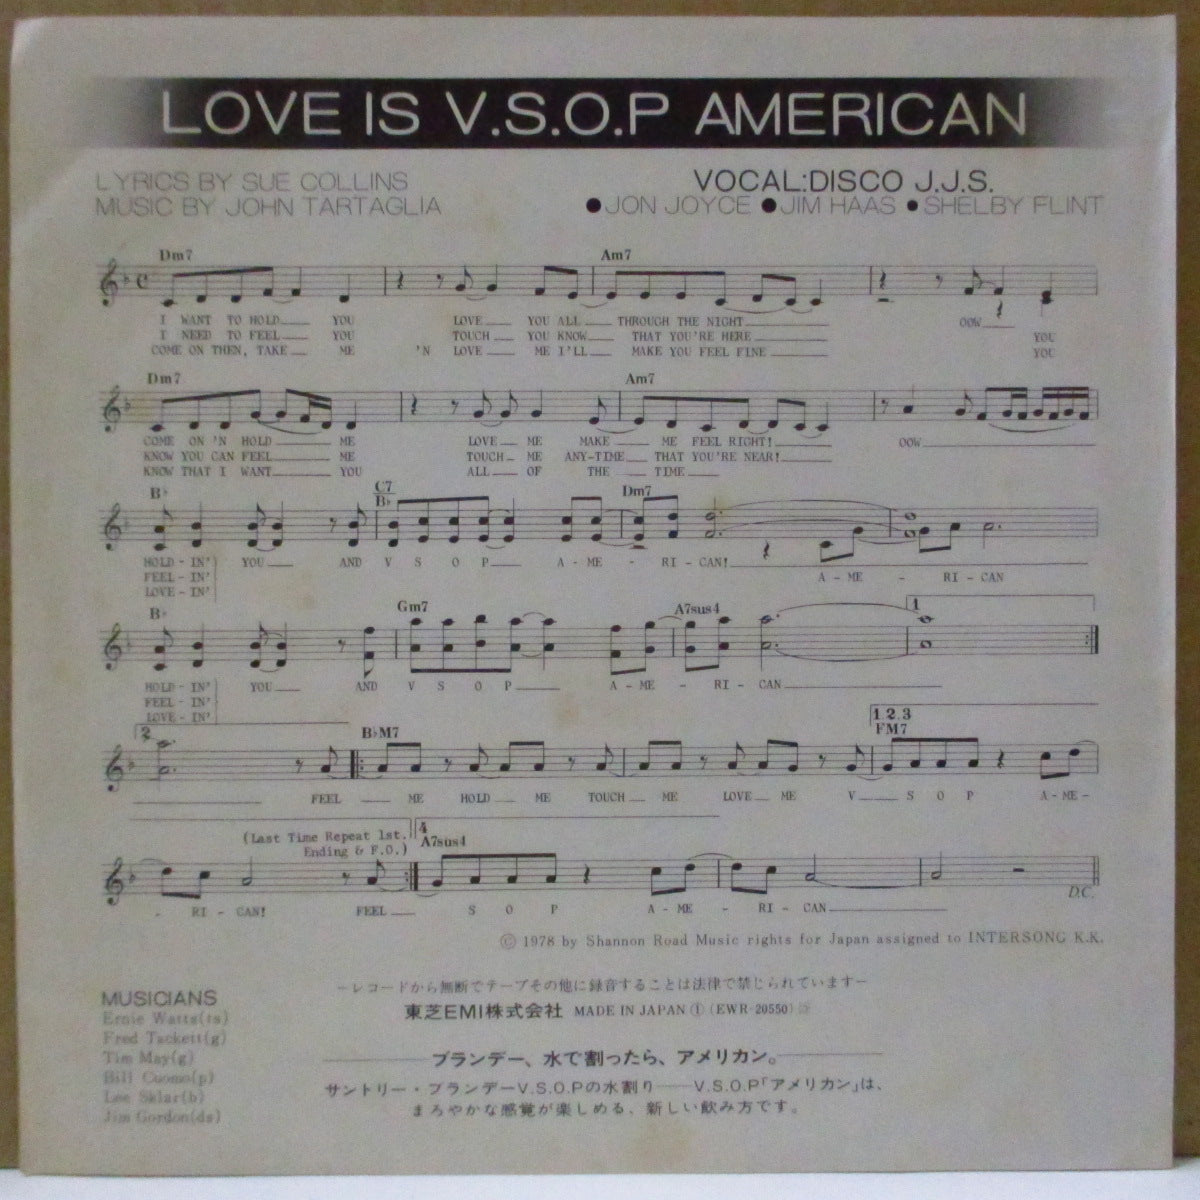 LOVE IS V.S.O.P AMERICAN
LYRICS BY SUE COLLINS
MUSIC BY JOHN TARTAGLIA
VOCAL:DISCO J.J.S.
●JON JOYCE ●JIM HAAS ●SHELBY FLINT
Dm7 Am7
I WANT TO HOLD YOU LOVE YOU ALL THROUGH THE NIGHT OOW
I NEED TO FEEL YOU TOUCH YOU KNOW THAT YOU'RE HERE YOU
COME ON THEN, TAKE ME 'N LOVE ME I'LL MAKE YOU FEEL FINE YOU
Dm7 Am7
COME ON 'N HOLD ME LOVE ME MAKE ME FEEL RIGHT! OOW
KNOW YOU CAN FEEL ME TOUCH ME ANY-TIME THAT YOU'RE NEAR!
KNOW THAT I WANT YOU ALL OF THE TIME
B♭ C7/B♭ Dm7
HOLD-IN' YOU AND V S O P A-ME-RI-CAN!
FEEL-IN' A-ME-RI-CAN
LOVE-IN'
B♭ Gm7 A7sus4 1
HOLD-IN' YOU AND V S O P A-ME-RI-CAN
FEEL-IN'
LOVE-IN'
2 B♭M7 1.2.3 FM7
FEEL ME HOLD ME TOUCH ME LOVE ME V S O P A-ME-
(Last Time Repeat 1st. Ending & F.O.)
4 A7sus4
D.C.
-RI-CAN! FEEL S O P A-ME-RI-CAN
© 1978 by Shannon Road Music rights for Japan assigned to INTERSONG K.K.
MUSICIANS
Ernie Watts(ts)
Fred Tackett(g)
Tim May(g)
Bill Cuomo(p)
Lee Sklar(b)
Jim Gordon(ds)
－レコードから無断でテープその他に録音することは法律で禁じられています－
東芝EMI株式会社 MADE IN JAPAN ① (EWR-20550)
ブランデー、水で割ったら、アメリカン。
サントリー・ブランデーV.S.O.Pの水割り──V.S.O.P「アメリカン」は、
まろやかな感覚が楽しめる、新しい飲み方です。